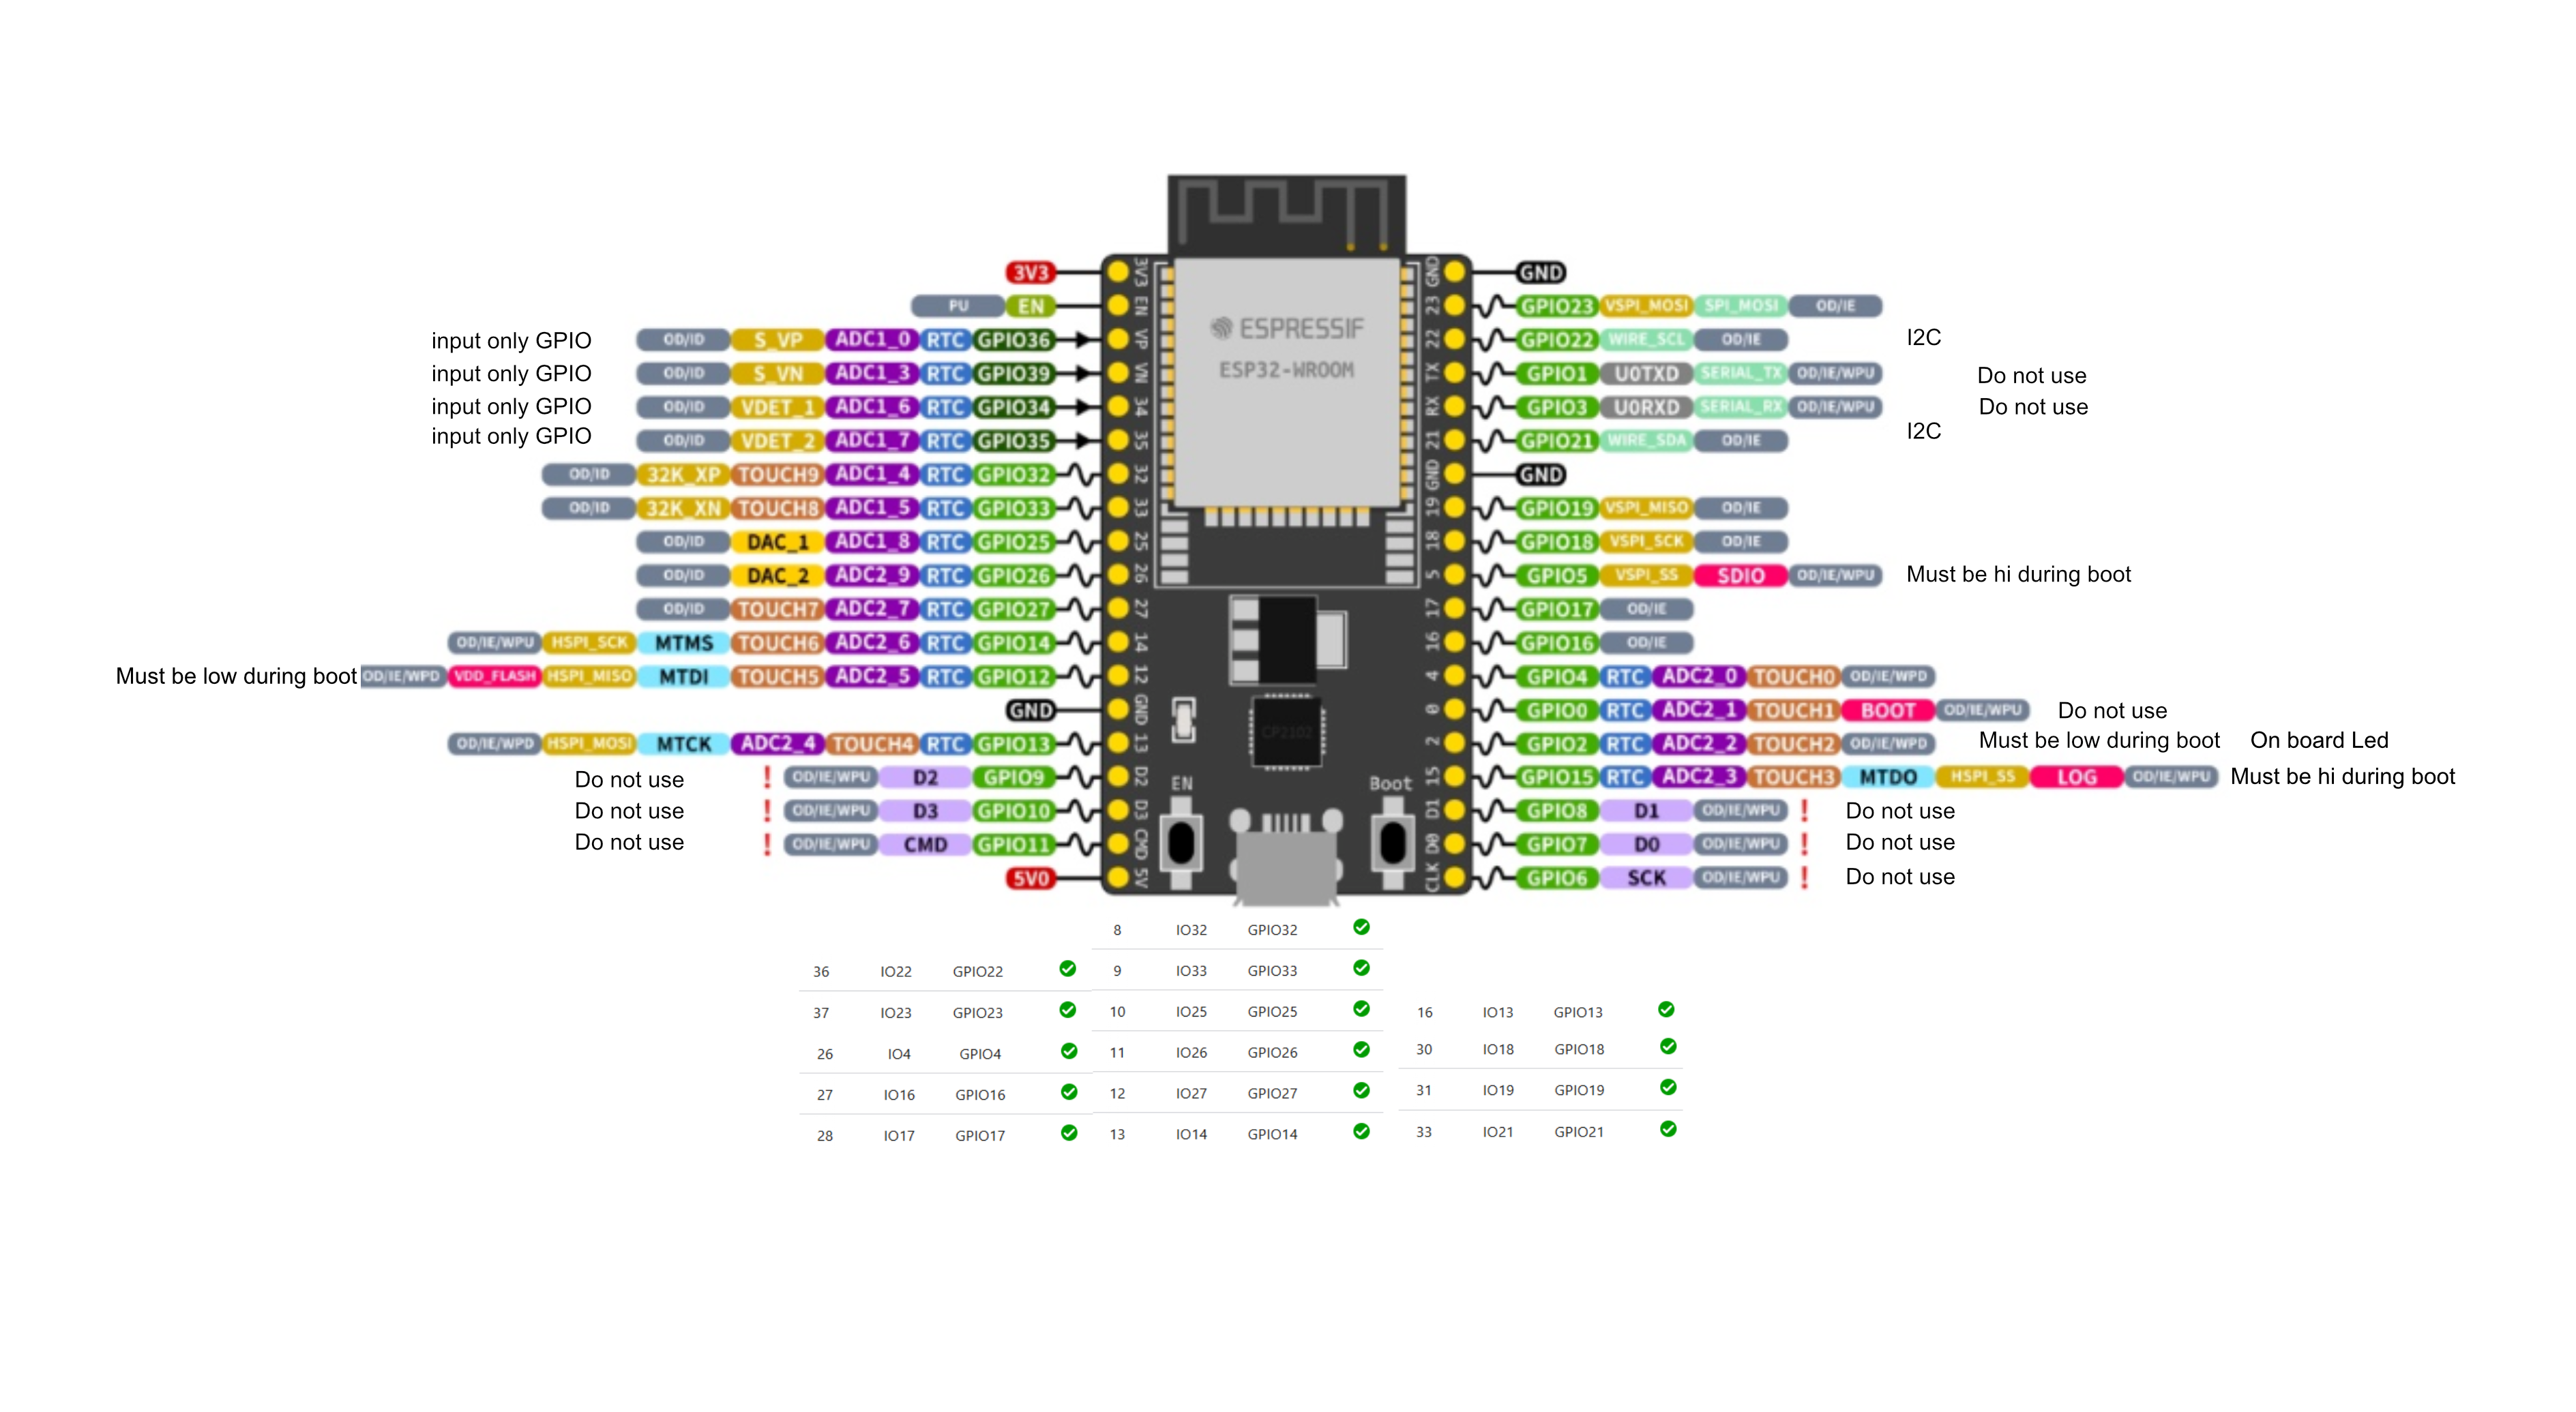 3V3 3V3 GND GND
PU EN EN 23 GPIO23 VSPI_MOSI SPI_MOSI OD/IE
input only GPIO OD/ID S_VP ADC1_0 RTC GPIO36 VP 22 GPIO22 WIRE_SCL OD/IE I2C
input only GPIO OD/ID S_VN ADC1_3 RTC GPIO39 VN TX GPIO1 U0TXD SERIAL_TX OD/IE/WPU Do not use
input only GPIO OD/ID VDET_1 ADC1_6 RTC GPIO34 34 RX GPIO3 U0RXD SERIAL_RX OD/IE/WPU Do not use
input only GPIO OD/ID VDET_2 ADC1_7 RTC GPIO35 35 21 GPIO21 WIRE_SDA OD/IE I2C
OD/ID 32K_XP TOUCH9 ADC1_4 RTC GPIO32 32 GND GND
OD/ID 32K_XN TOUCH8 ADC1_5 RTC GPIO33 33 19 GPIO19 VSPI_MISO OD/IE
OD/ID DAC_1 ADC1_8 RTC GPIO25 25 18 GPIO18 VSPI_SCK OD/IE
OD/ID DAC_2 ADC2_9 RTC GPIO26 26 5 GPIO5 VSPI_SS SDIO OD/IE/WPU Must be hi during boot
OD/ID TOUCH7 ADC2_7 RTC GPIO27 27 17 GPIO17 OD/IE
OD/IE/WPU HSPI_SCK MTMS TOUCH6 ADC2_6 RTC GPIO14 14 16 GPIO16 OD/IE
Must be low during boot OD/IE/WPD VDD_FLASH HSPI_MISO MTDI TOUCH5 ADC2_5 RTC GPIO12 12 4 GPIO4 RTC ADC2_0 TOUCH0 OD/IE/WPD
GND GND 0 GPIO0 RTC ADC2_1 TOUCH1 BOOT OD/IE/WPU Do not use
OD/IE/WPD HSPI_MOSI MTCK ADC2_4 TOUCH4 RTC GPIO13 13 2 GPIO2 RTC ADC2_2 TOUCH2 OD/IE/WPD Must be low during boot On board Led
Do not use ! OD/IE/WPU D2 GPIO9 D2 15 GPIO15 RTC ADC2_3 TOUCH3 MTDO HSPI_SS LOG OD/IE/WPU Must be hi during boot
Do not use ! OD/IE/WPU D3 GPIO10 D3 D1 GPIO8 D1 OD/IE/WPU ! Do not use
Do not use ! OD/IE/WPU CMD GPIO11 CMD D0 GPIO7 D0 OD/IE/WPU ! Do not use
5V0 5V CLK GPIO6 SCK OD/IE/WPU ! Do not use
ESPRESSIF
ESP32-WROOM
CP2102
EN Boot
36 IO22 GPIO22
37 IO23 GPIO23
26 IO4 GPIO4
27 IO16 GPIO16
28 IO17 GPIO17
8 IO32 GPIO32
9 IO33 GPIO33
10 IO25 GPIO25
11 IO26 GPIO26
12 IO27 GPIO27
13 IO14 GPIO14
16 IO13 GPIO13
30 IO18 GPIO18
31 IO19 GPIO19
33 IO21 GPIO21